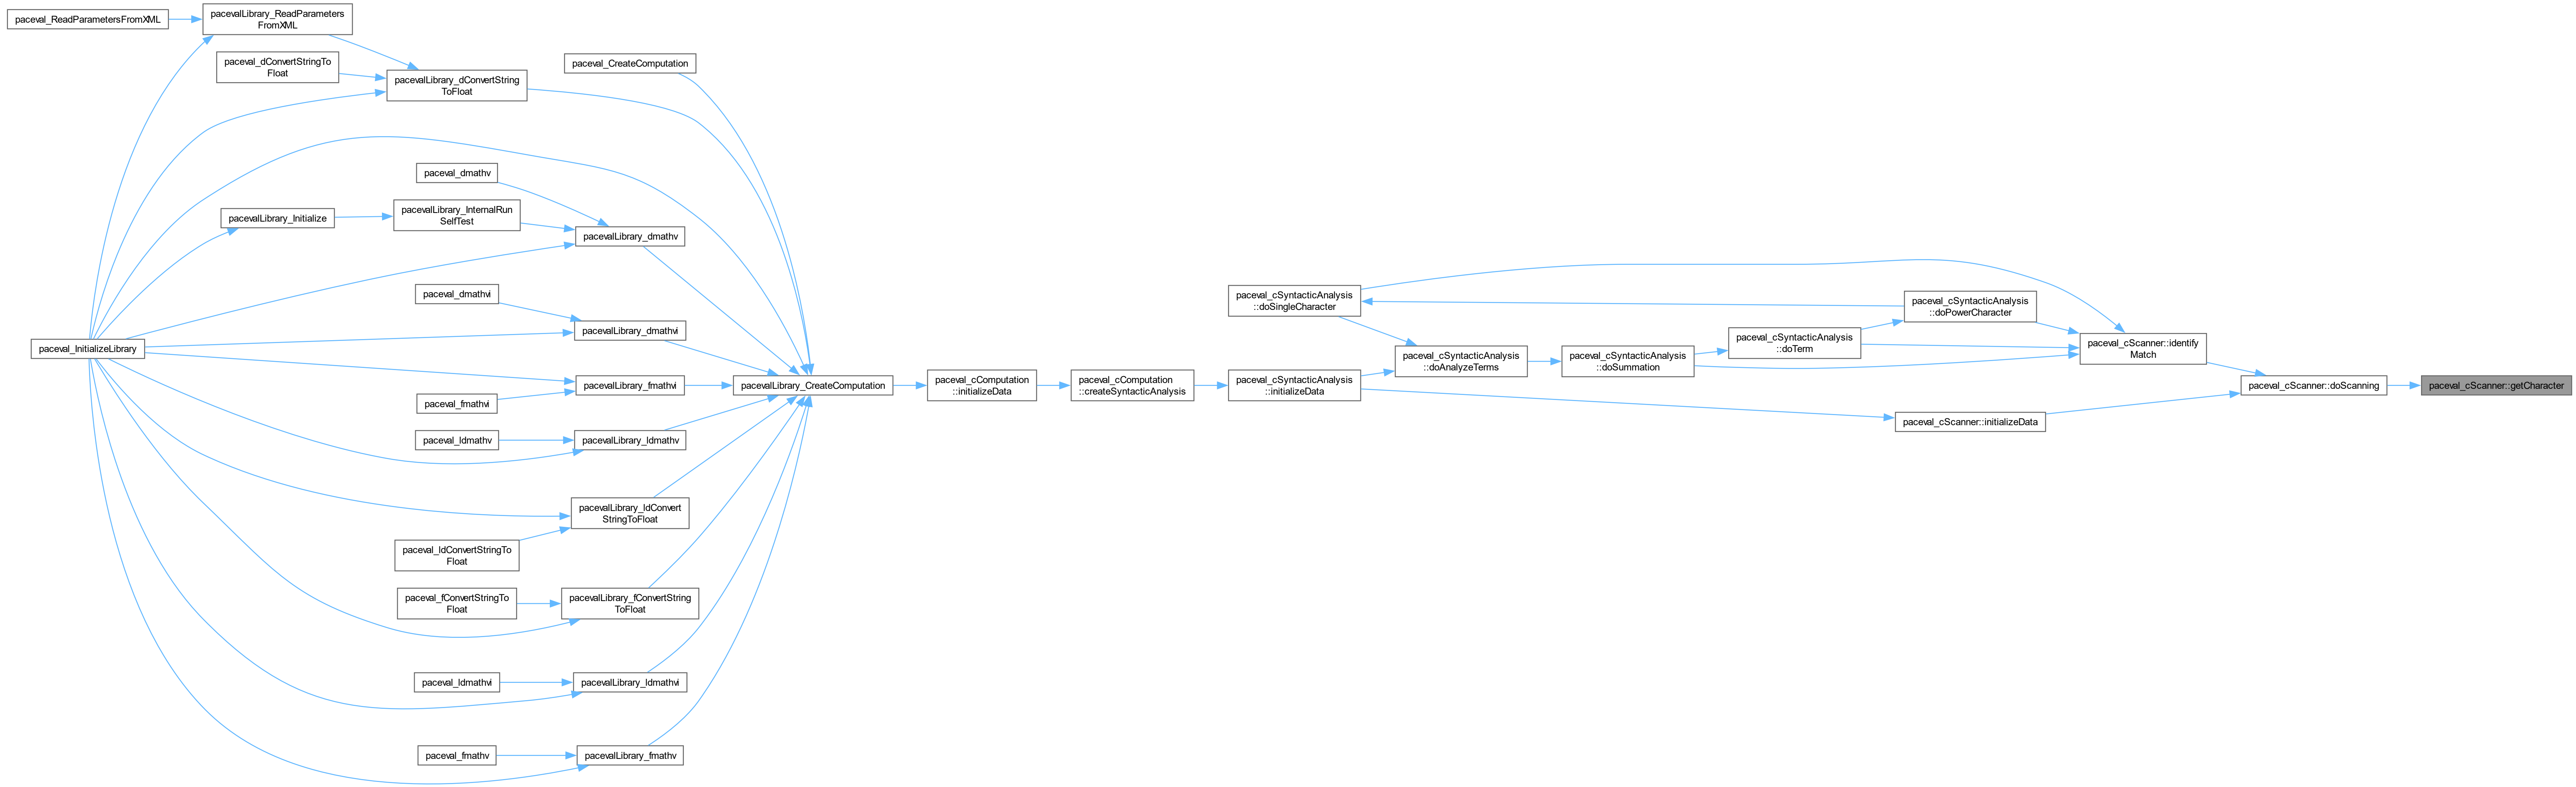 paceval_ReadParametersFromXML
pacevalLibrary_ReadParameters
FromXML
paceval_dConvertStringTo
Float
pacevalLibrary_dConvertString
ToFloat
paceval_CreateComputation
paceval_dmathv
pacevalLibrary_InternalRun
SelfTest
pacevalLibrary_Initialize
pacevalLibrary_dmathv
paceval_dmathvi
pacevalLibrary_dmathvi
paceval_InitializeLibrary
pacevalLibrary_fmathvi
paceval_fmathvi
pacevalLibrary_CreateComputation
paceval_ldmathv
pacevalLibrary_ldmathv
pacevalLibrary_ldConvert
StringToFloat
paceval_ldConvertStringTo
Float
paceval_fConvertStringTo
Float
pacevalLibrary_fConvertString
ToFloat
paceval_ldmathvi
pacevalLibrary_ldmathvi
paceval_fmathv
pacevalLibrary_fmathv
paceval_cComputation
::initializeData
paceval_cComputation
::createSyntacticAnalysis
paceval_cSyntacticAnalysis
::initializeData
paceval_cSyntacticAnalysis
::doSingleCharacter
paceval_cSyntacticAnalysis
::doAnalyzeTerms
paceval_cSyntacticAnalysis
::doSummation
paceval_cSyntacticAnalysis
::doTerm
paceval_cSyntacticAnalysis
::doPowerCharacter
paceval_cScanner::identify
Match
paceval_cScanner::initializeData
paceval_cScanner::doScanning
paceval_cScanner::getCharacter